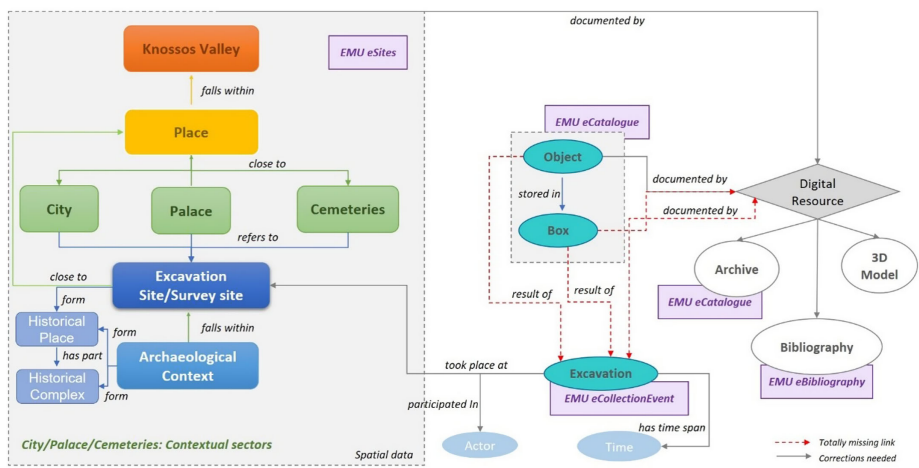 documented by
Knossos Valley
EMU eSites
falls within
Place
EMU eCatalogue
Object
close to
documented by
stored in
Digital
Resource
City
Palace
Cemeteries
documented by
Box
refers to
Archive
3D
Model
EMU eCatalogue
close to
Excavation
Site/Survey site
result of
result of
form
Historical
Place
form
falls within
has part
Archaeological
Context
Historical
Complex
form
Bibliography
EMU eBibliography
took place at
Excavation
EMU eCollectionEvent
participated In
has time span
Actor
Time
City/Palace/Cemeteries: Contextual sectors
Spatial data
Totally missing link
Corrections needed